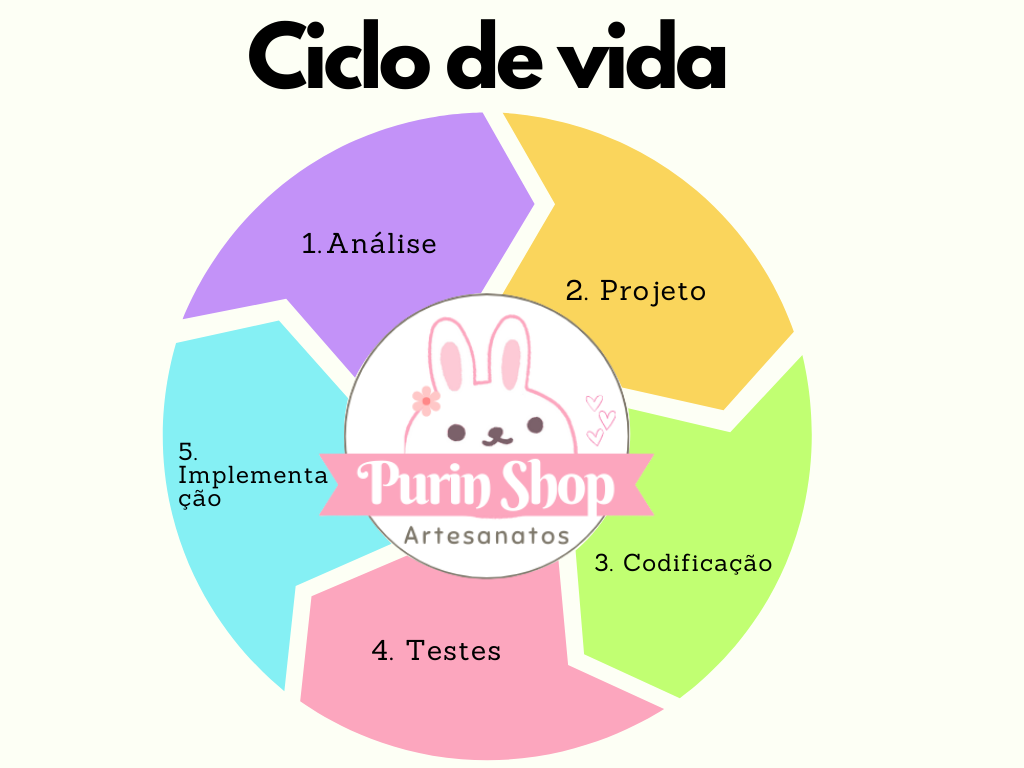 Ciclo de vida
1.Análise
2. Projeto
3. Codificação
4. Testes
5.
Implementa
ção
Purin Shop
Artesanatos